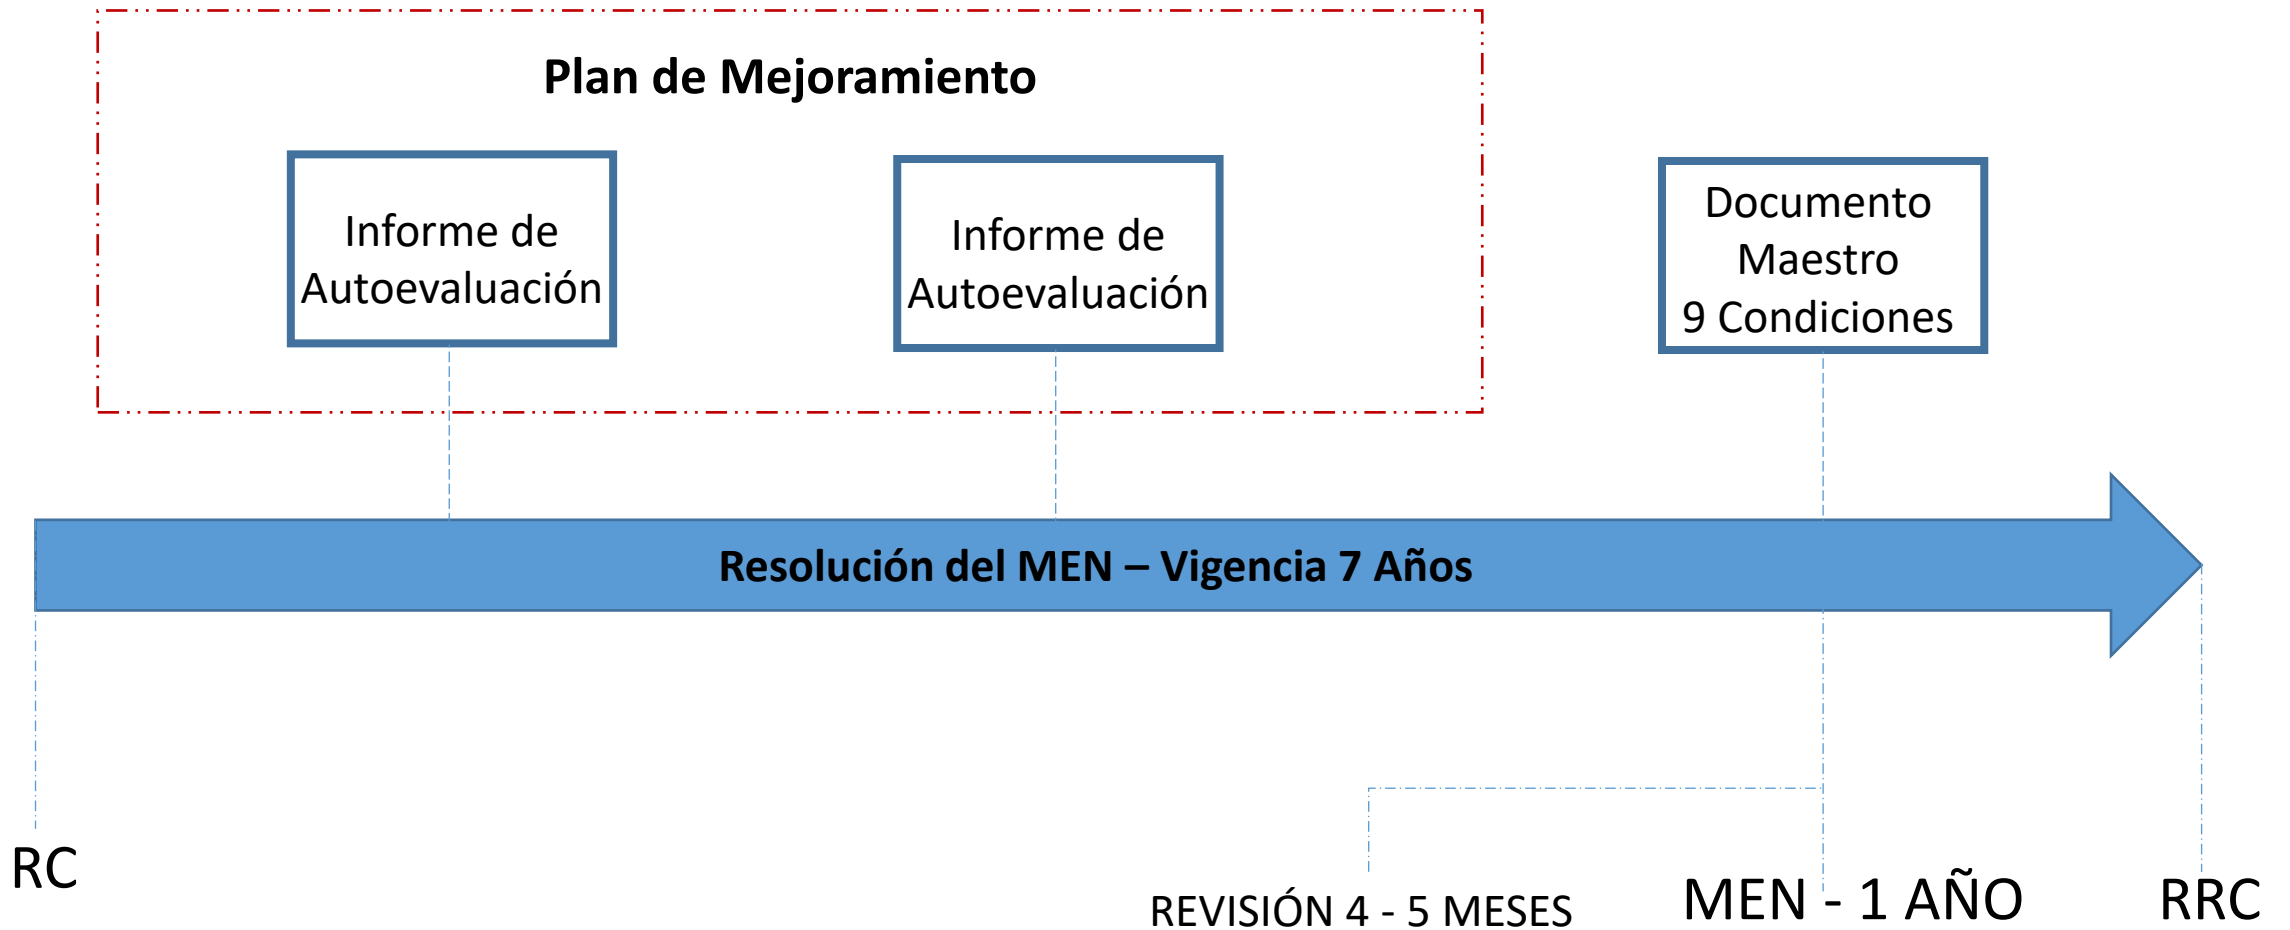 Plan de Mejoramiento
Informe de
Autoevaluación
Informe de
Autoevaluación
Documento
Maestro
9 Condiciones
Resolución del MEN – Vigencia 7 Años
RC
REVISIÓN 4 - 5 MESES
MEN - 1 AÑO
RRC